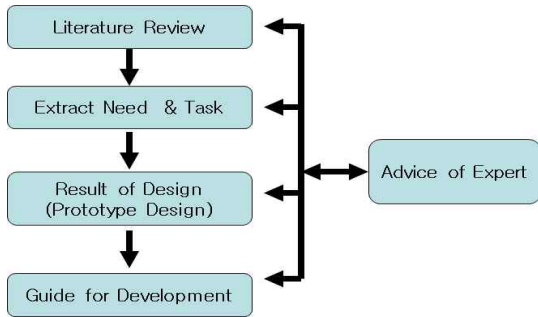 Literature Review
Extract Need & Task
Advice of Expert
Result of Design
(Prototype Design)
Guide for Development